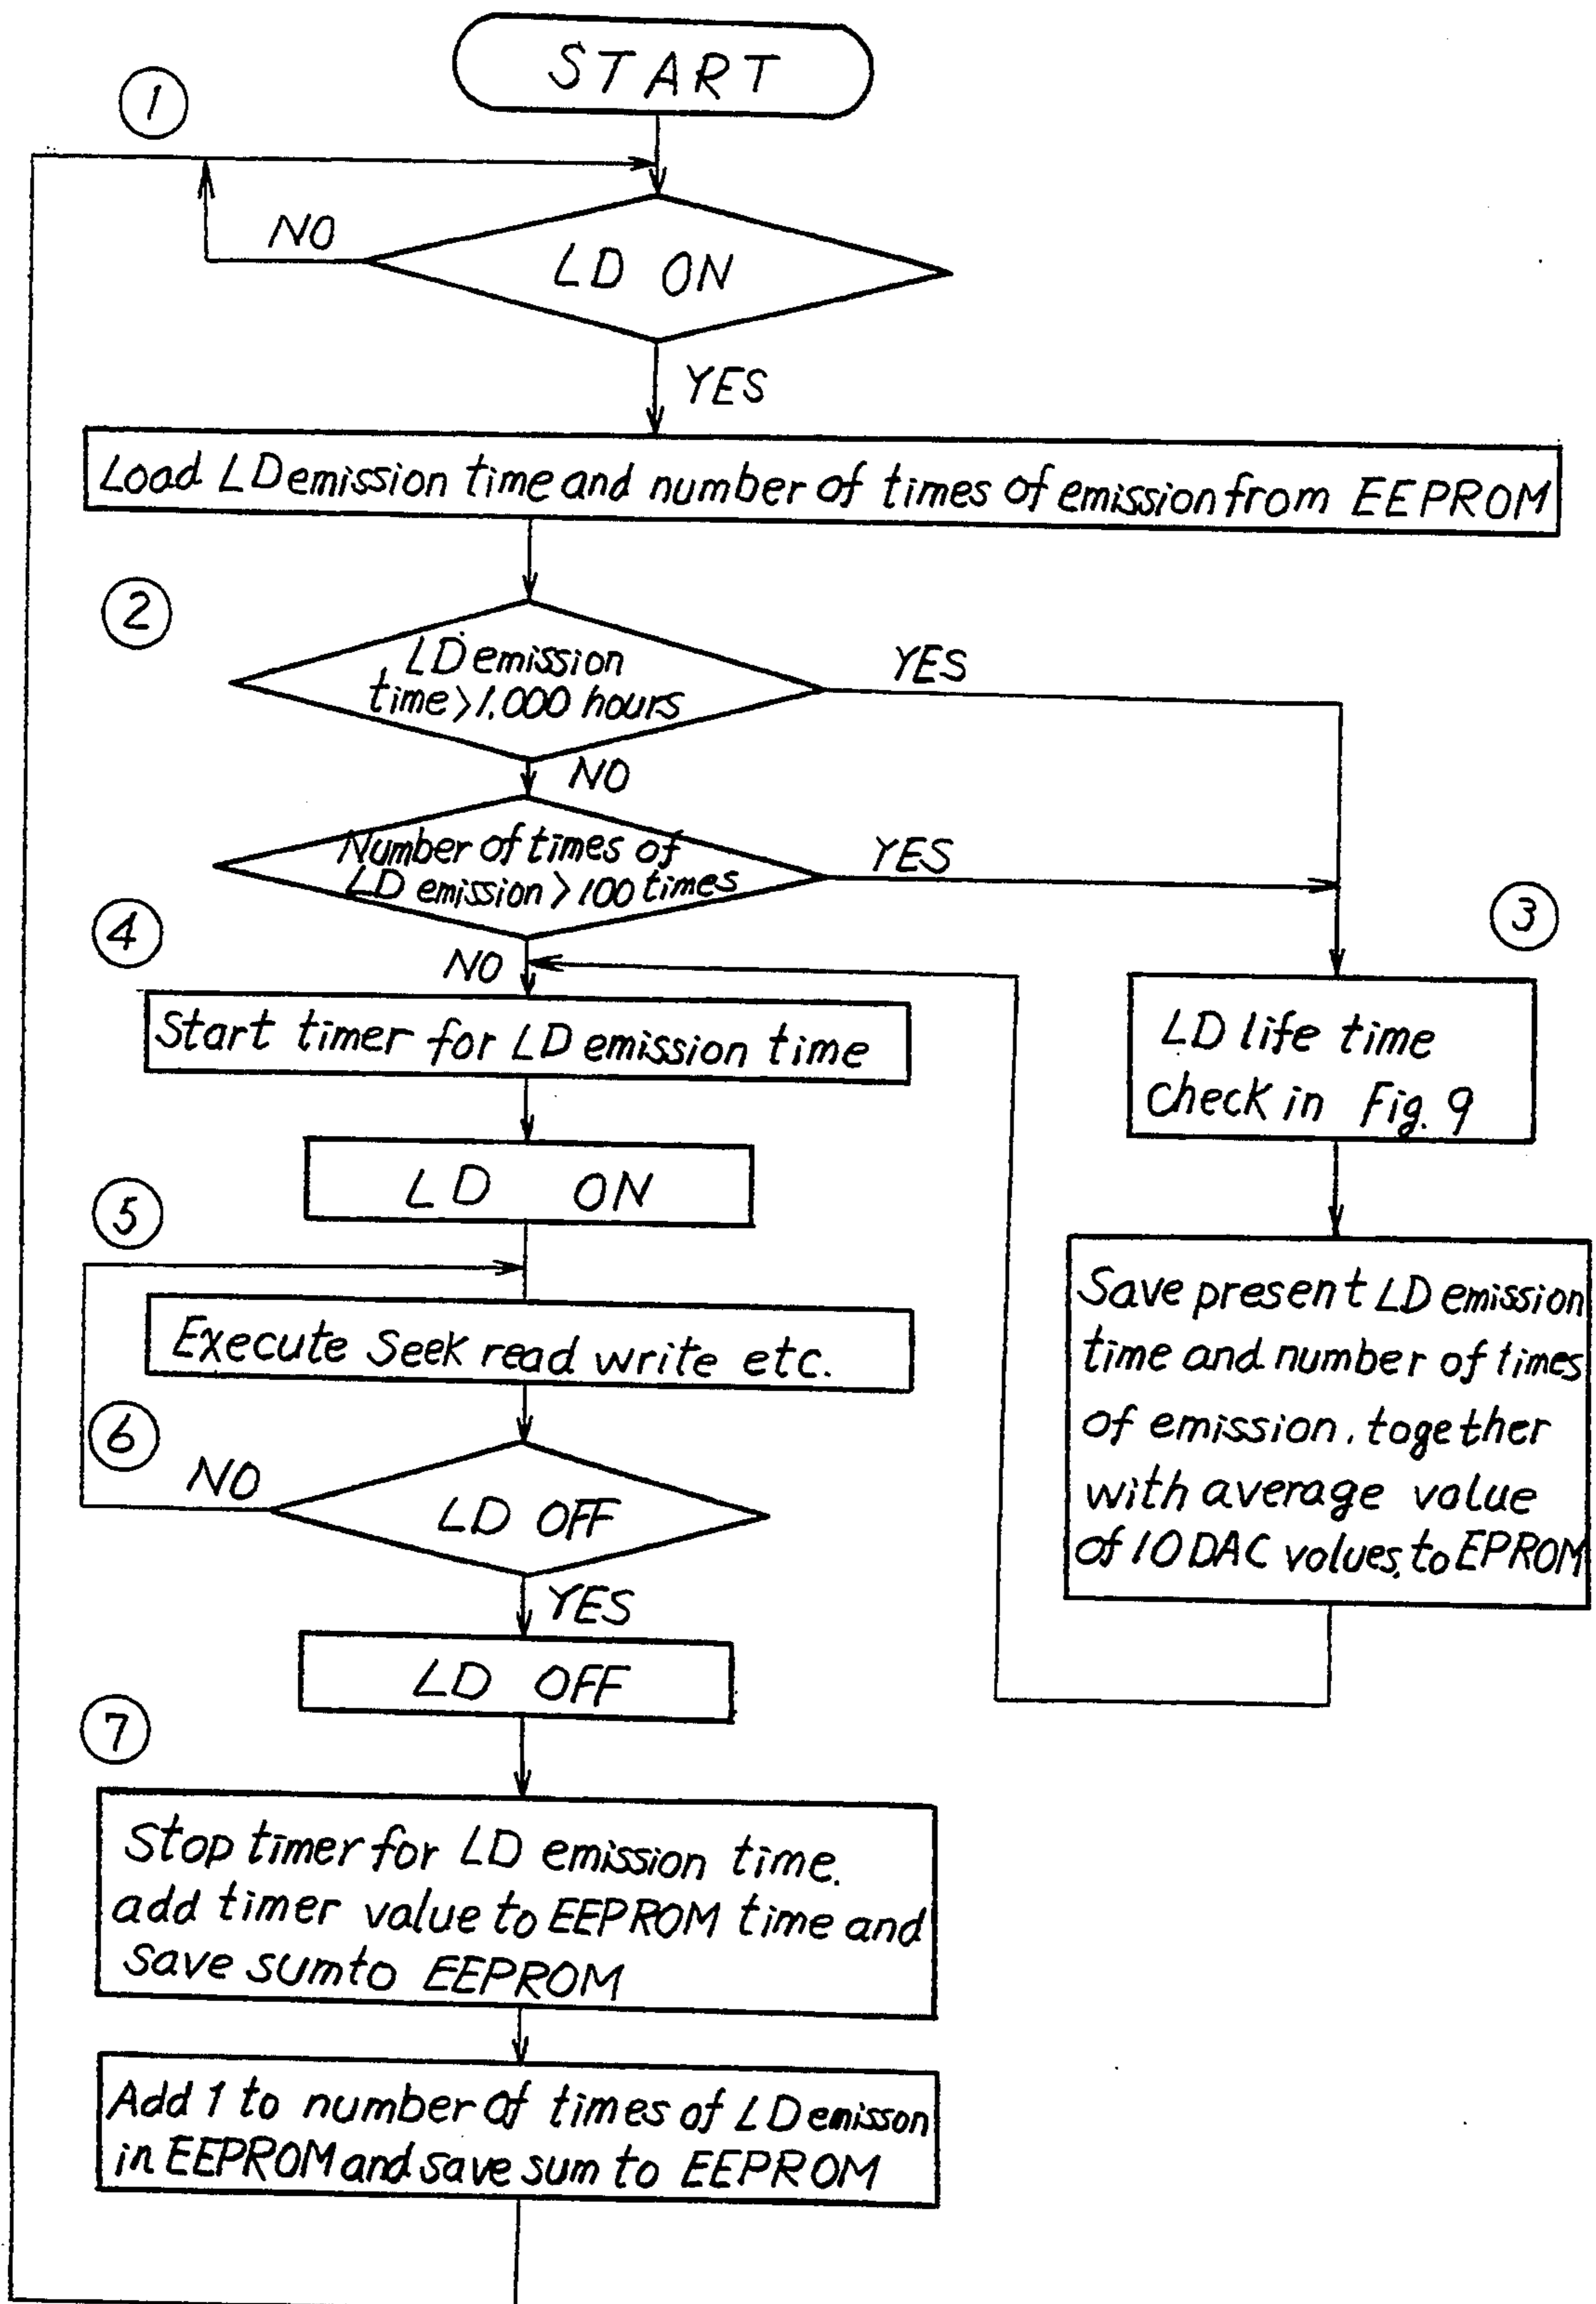 START
①
NO
LD ON
YES
Load LD emission time and number of times of emission from EEPROM
②
LD emission
time>1.000 hours
YES
NO
Number of times of
LD emission>100 times
YES
③
④
NO
Start timer for LD emission time
LD life time
check in Fig. 9
LD ON
⑤
Save present LD emission
time and number of times
of emission. together
with average value
of 10 DAC values, to EPROM
Execute Seek read write etc.
⑥
NO
LD OFF
YES
LD OFF
⑦
Stop timer for LD emission time.
add timer value to EEPROM time and
save sum to EEPROM
Add 1 to number of times of LD emisson
in EEPROM and save sum to EEPROM